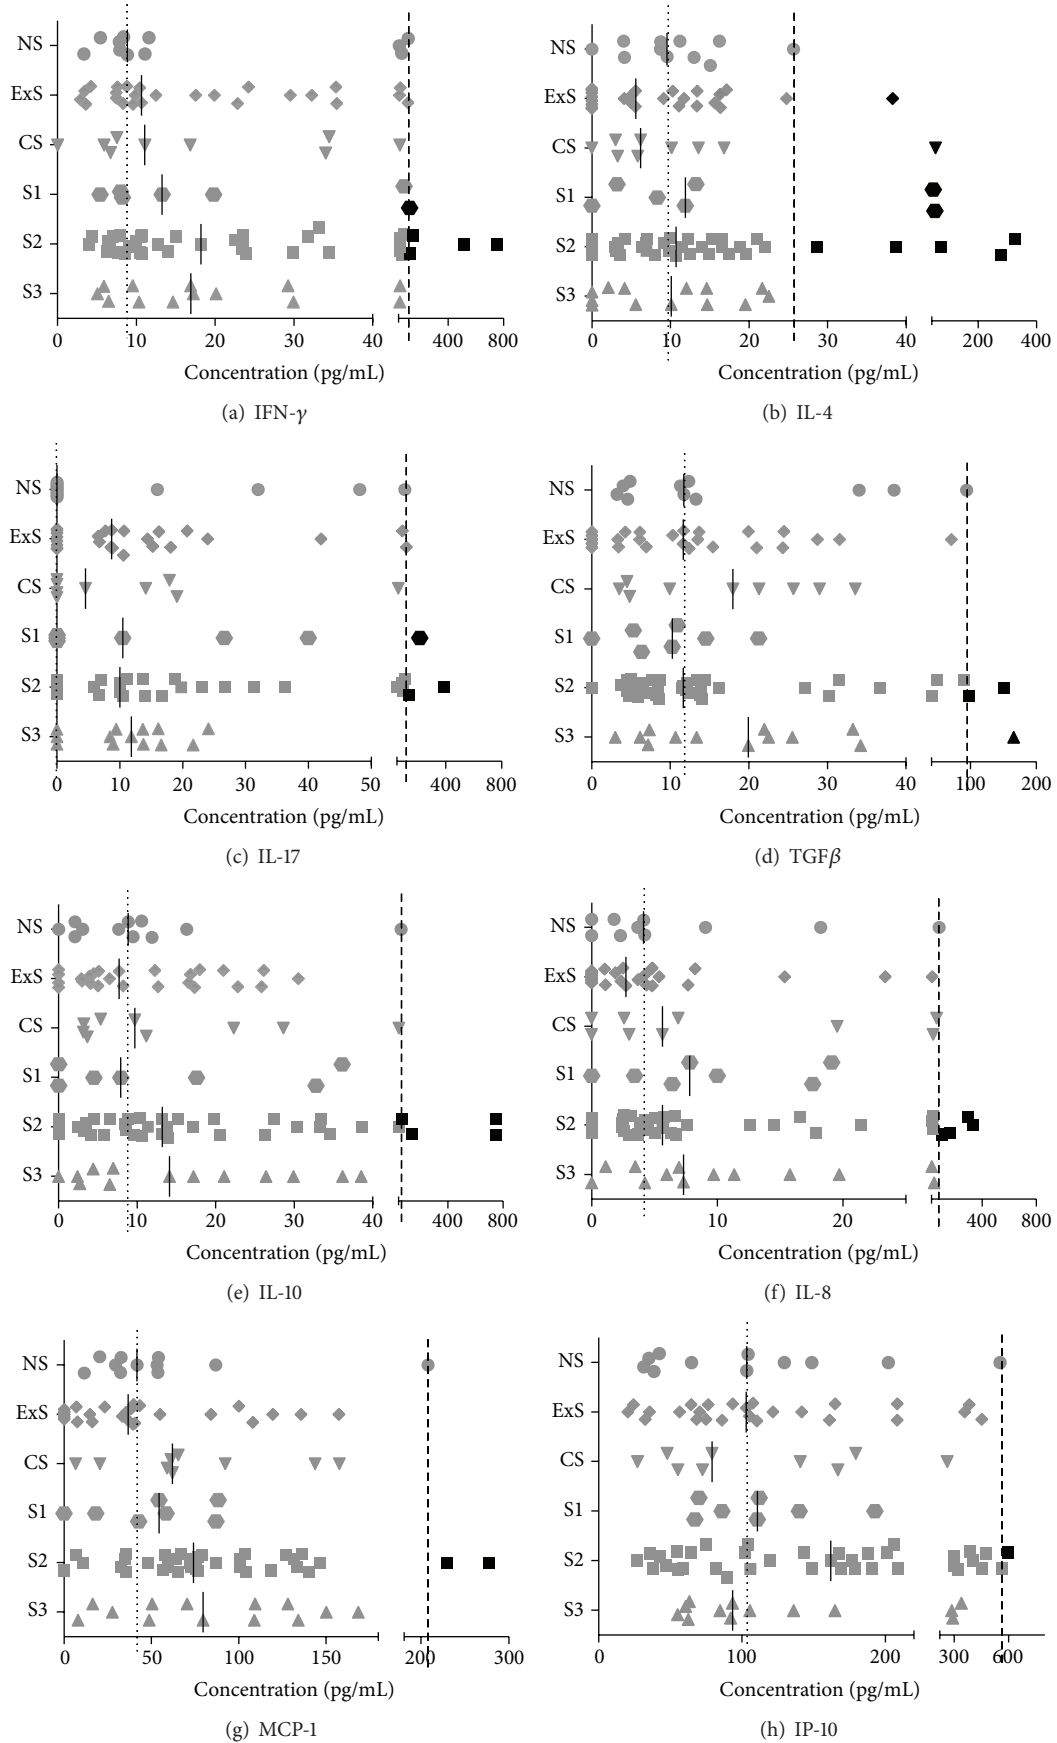 NS
ExS
CS
S1
S2
S3
0 10 20 30 40 400 800
Concentration (pg/mL)
(a) IFN-γ
NS
ExS
CS
S1
S2
S3
0 10 20 30 40 200 400
Concentration (pg/mL)
(b) IL-4
NS
ExS
CS
S1
S2
S3
0 10 20 30 40 50 400 800
Concentration (pg/mL)
(c) IL-17
NS
ExS
CS
S1
S2
S3
0 10 20 30 40 100 200
Concentration (pg/mL)
(d) TGFβ
NS
ExS
CS
S1
S2
S3
0 10 20 30 40 400 800
Concentration (pg/mL)
(e) IL-10
NS
ExS
CS
S1
S2
S3
0 10 20 400 800
Concentration (pg/mL)
(f) IL-8
NS
ExS
CS
S1
S2
S3
0 50 100 150 200 300
Concentration (pg/mL)
(g) MCP-1
NS
ExS
CS
S1
S2
S3
0 100 200 300 600
Concentration (pg/mL)
(h) IP-10